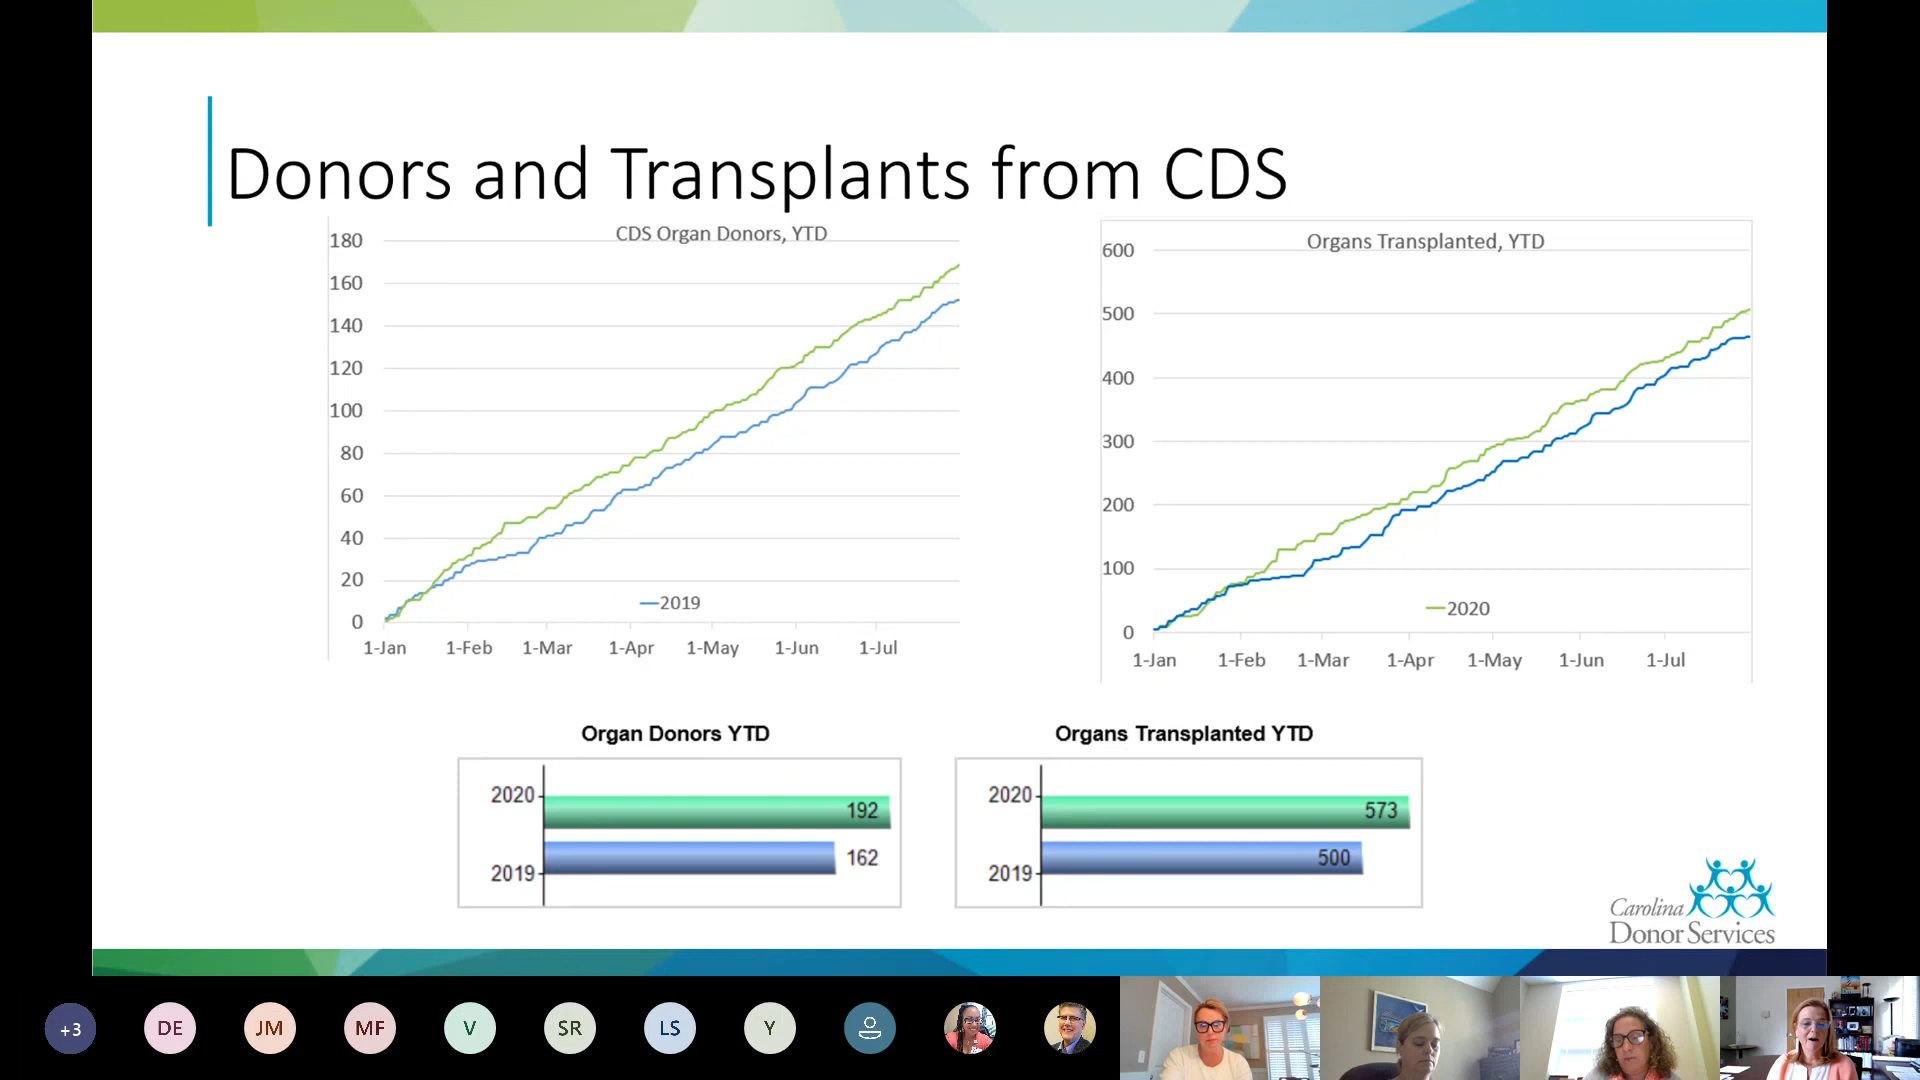 Donors and Transplants from CDS
CDS Organ Donors, YTD
180
160
140
120
100
80
60
40
20
0
1-Jan 1-Feb 1-Mar 1-Apr 1-May 1-Jun 1-Jul
2019
Organs Transplanted, YTD
600
500
400
300
200
100
0
1-Jan 1-Feb 1-Mar 1-Apr 1-May 1-Jun 1-Jul
2020
Organ Donors YTD
2020 192
2019 162
Organs Transplanted YTD
2020 573
2019 500
Carolina
Donor Services
+3 DE JM MF V SR LS Y